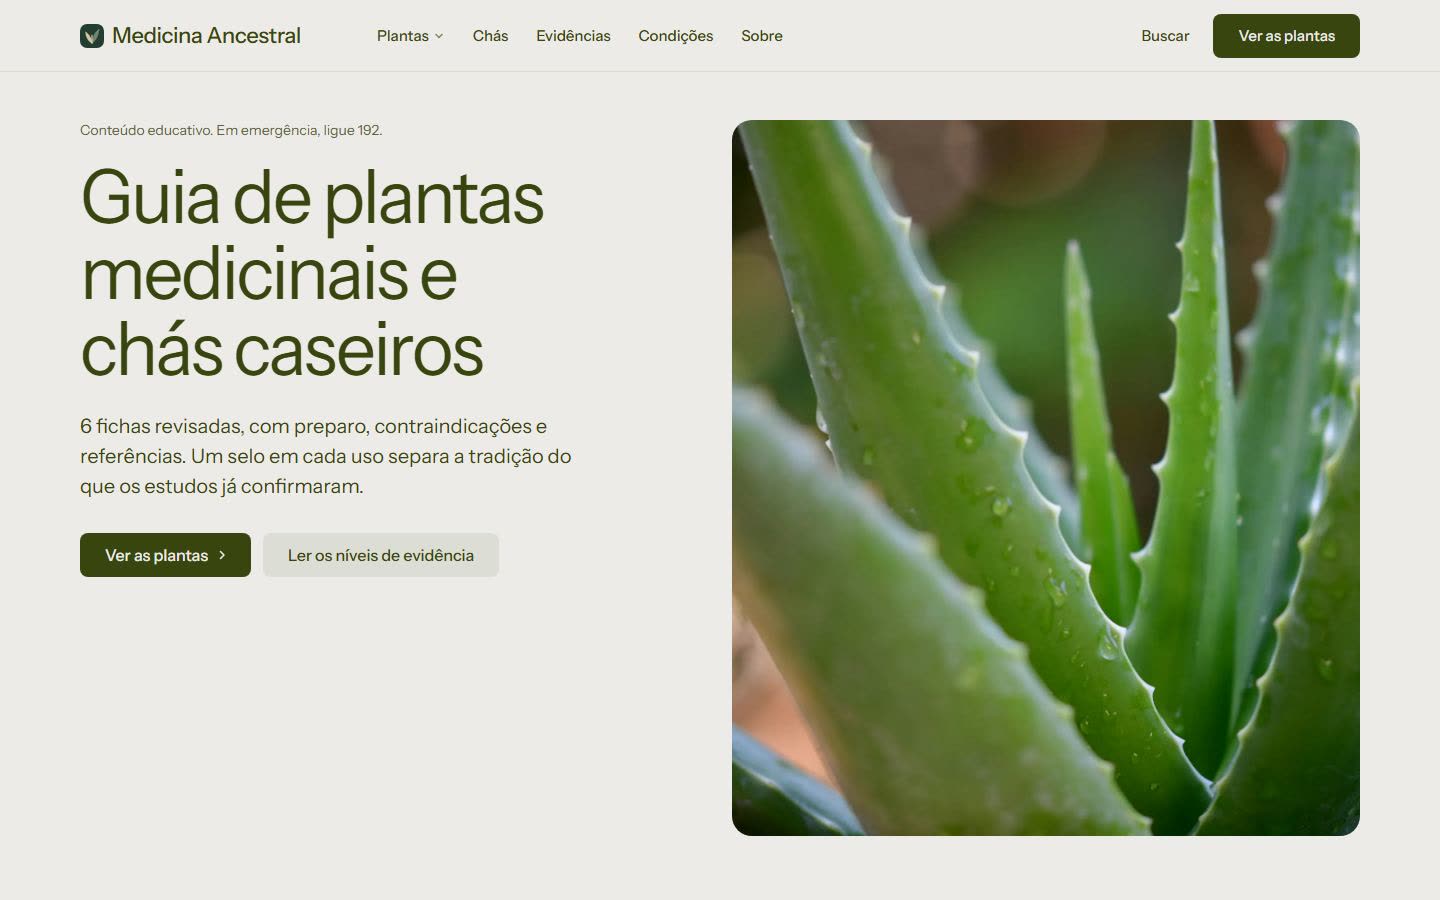 Medicina Ancestral
Plantas
Chás
Evidências
Condições
Sobre
Buscar
Ver as plantas
Conteúdo educativo. Em emergência, ligue 192.
Guia de plantas
medicinais e
chás caseiros
6 fichas revisadas, com preparo, contraindicações e
referências. Um selo em cada uso separa a tradição do
que os estudos já confirmaram.
Ver as plantas
Ler os níveis de evidência